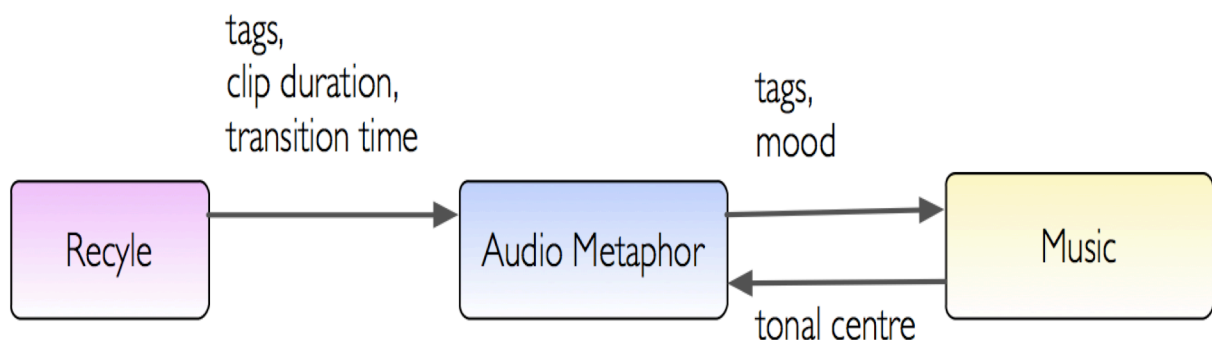 tags,
clip duration,
transition time
tags,
mood
Recyle
Audio Metaphor
Music
tonal centre